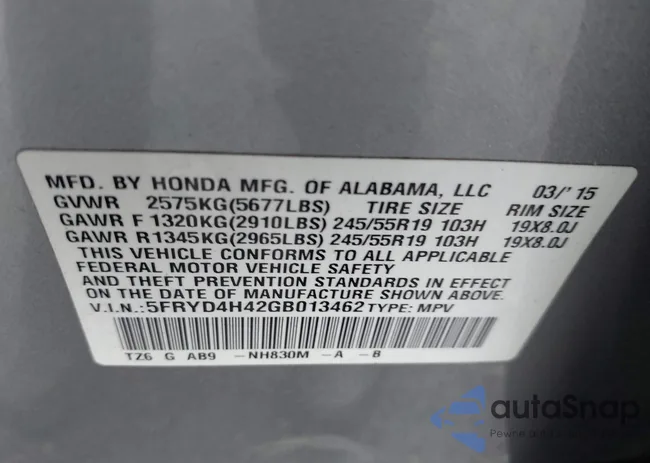 MFD. BY HONDA MFG. OF ALABAMA, LLC 03/'15
GVWR 2575KG(5677LBS) TIRE SIZE RIM SIZE
GAWR F1320KG(2910LBS) 245/55R19 103H 19X8.0J
GAWR R1345KG(2965LBS) 245/55R19 103H 19X8.0J
THIS VEHICLE CONFORMS TO ALL APPLICABLE
FEDERAL MOTOR VEHICLE SAFETY
AND THEFT PREVENTION STANDARDS IN EFFECT
ON THE DATE OF MANUFACTURE SHOWN ABOVE.
V.I.N.: 5FRYD4H42GB013462 TYPE: MPV
TZ6 G AB9 -NH830M -A -B
autoSnap